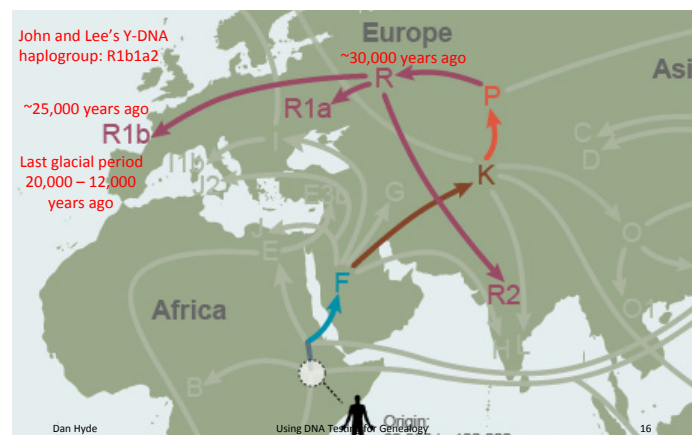 John and Lee's Y-DNA
haplogroup: R1b1a2
Europe
~30,000 years ago
Asi
R
P
~25,000 years ago
R1a
R1b
C
D
I
Last glacial period
20,000 – 12,000
years ago
I1b
J2
E3b
G
K
J
E
O
F
R2
Africa
O1
H
L
B
Origin:
Dan Hyde
Using DNA Testing for Genealogy
16